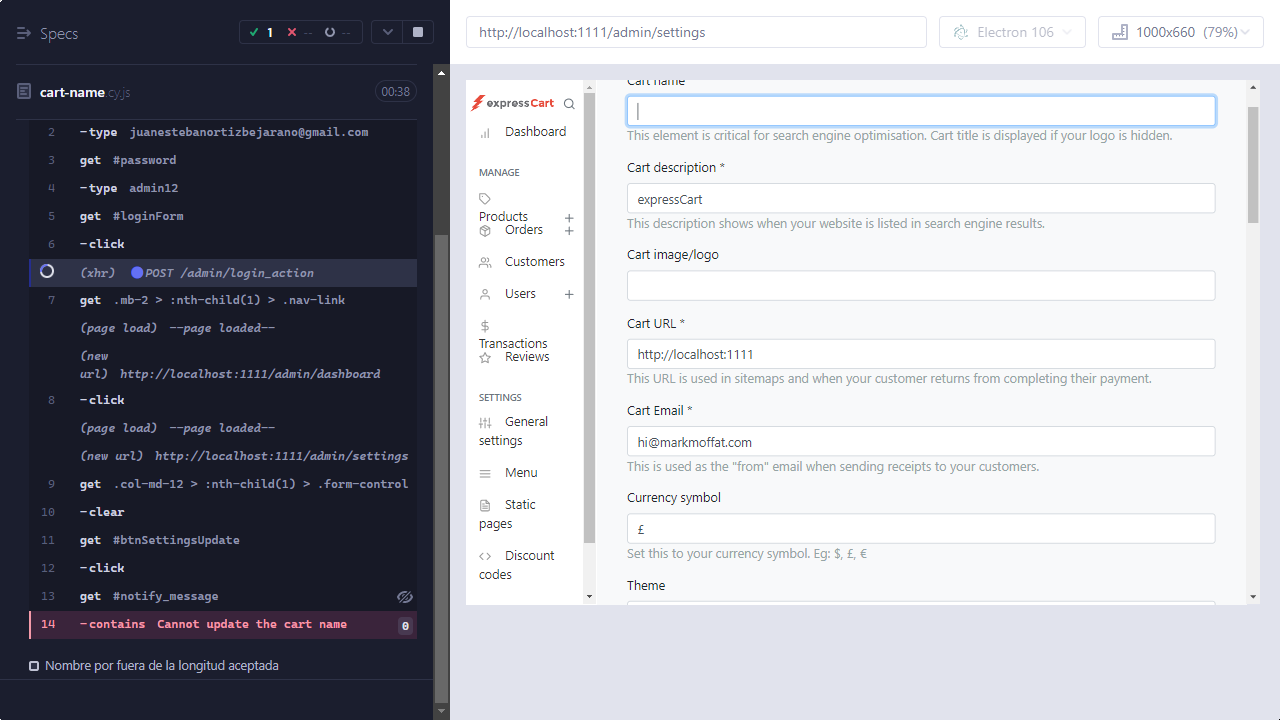 Specs
1
--
--
cart-name.cy.js
00:38
2 -type juanestebanortizbejarano@gmail.com
3 get #password
4 -type admin12
5 get #loginForm
6 -click
(xhr) POST /admin/login_action
7 get .mb-2 > :nth-child(1) > .nav-link
(page load) --page loaded--
(new
url) http://localhost:1111/admin/dashboard
8 -click
(page load) --page loaded--
(new url) http://localhost:1111/admin/settings
9 get .col-md-12 > :nth-child(1) > .form-control
10 -clear
11 get #btnSettingsUpdate
12 -click
13 get #notify_message
14 -contains Cannot update the cart name 0
Nombre por fuera de la longitud aceptada
http://localhost:1111/admin/settings
Electron 106
1000x660 (79%)
expressCart
Dashboard
MANAGE
Products
Orders
Customers
Users
Transactions
Reviews
SETTINGS
General
settings
Menu
Static
pages
Discount
codes
Cart name
This element is critical for search engine optimisation. Cart title is displayed if your logo is hidden.
Cart description *
expressCart
This description shows when your website is listed in search engine results.
Cart image/logo
Cart URL *
http://localhost:1111
This URL is used in sitemaps and when your customer returns from completing their payment.
Cart Email *
hi@markmoffat.com
This is used as the "from" email when sending receipts to your customers.
Currency symbol
£
Set this to your currency symbol. Eg: $, £, €
Theme